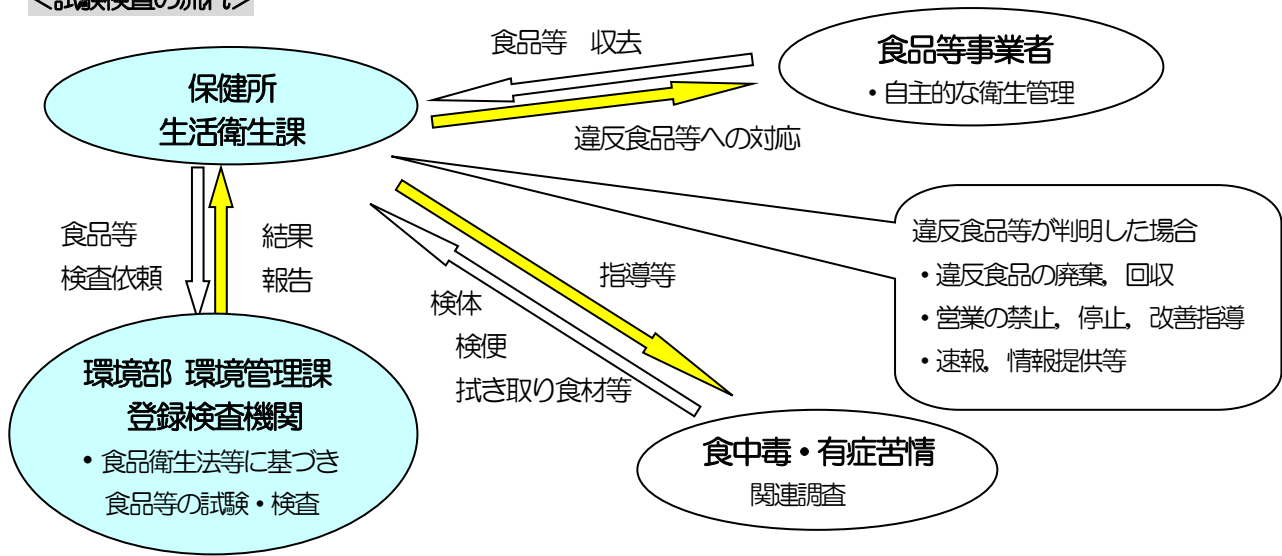 ＜試験検査の流れ＞
保健所
生活衛生課
食品等　収去
違反食品等への対応
食品等事業者
・自主的な衛生管理
食品等
検査依頼
結果
報告
指導等
検体
検便
拭き取り食材等
違反食品等が判明した場合
・違反食品の廃棄，回収
・営業の禁止，停止，改善指導
・速報，情報提供等
環境部 環境管理課
登録検査機関
・食品衛生法等に基づき
食品等の試験・検査
食中毒・有症苦情
関連調査